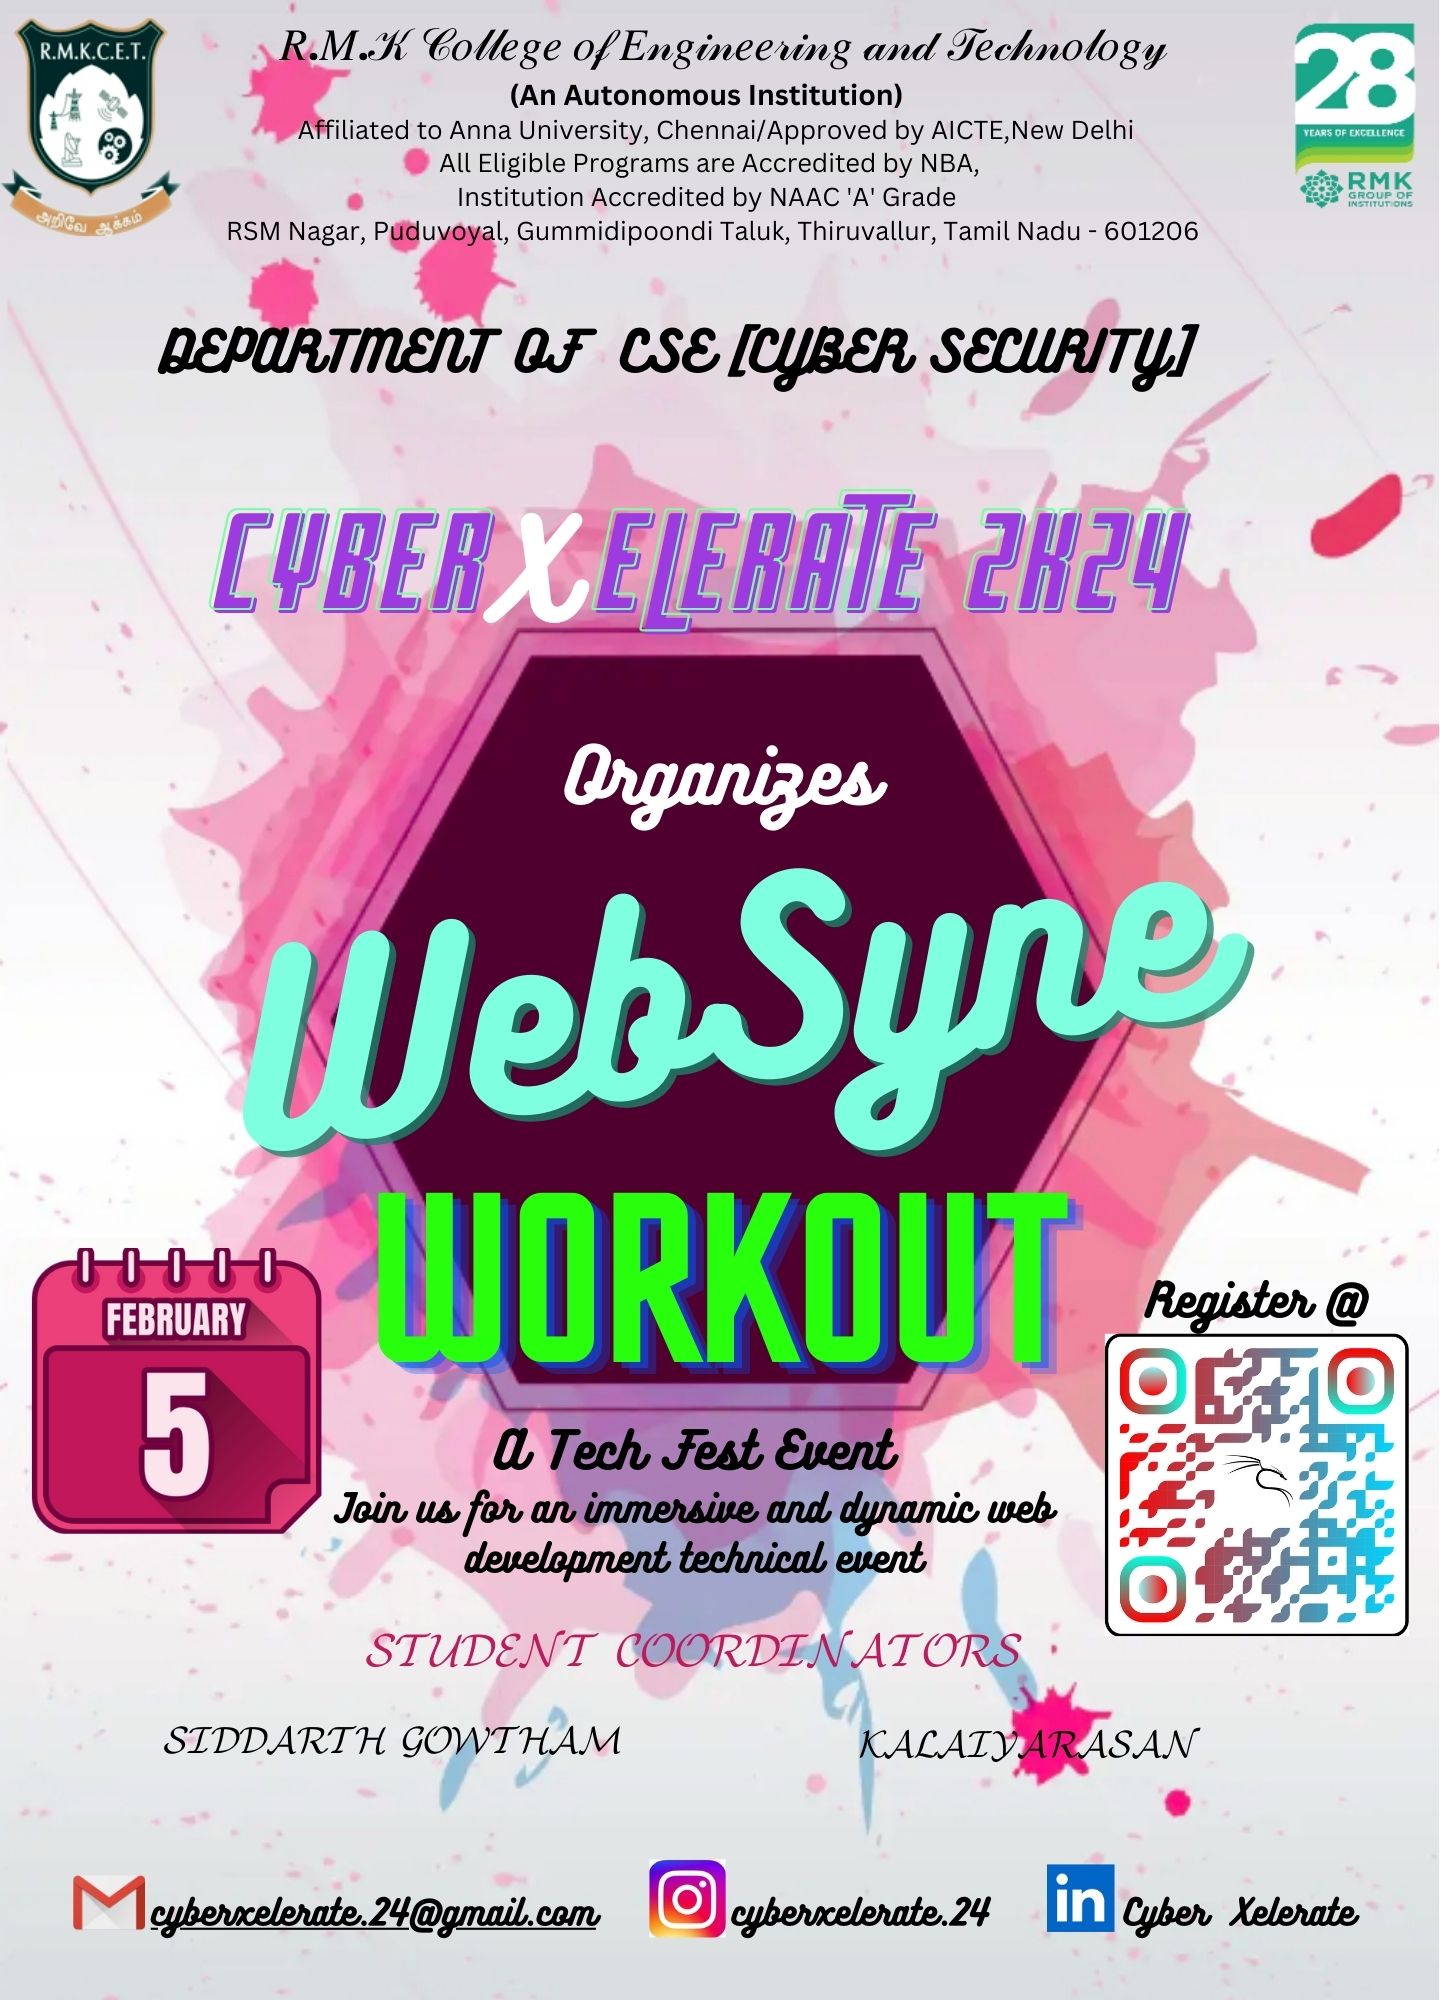 R.M.K.C.E.T.
அறிவே ஆக்கம்
R.M.K College of Engineering and Technology
(An Autonomous Institution)
Affiliated to Anna University, Chennai/Approved by AICTE,New Delhi
All Eligible Programs are Accredited by NBA,
Institution Accredited by NAAC 'A' Grade
RSM Nagar, Puduvoyal, Gummidipoondi Taluk, Thiruvallur, Tamil Nadu - 601206
28
YEARS OF EXCELLENCE
RMK
GROUP OF
INSTITUTIONS
DEPARTMENT OF CSE [CYBER SECURITY]
CYBERXELERATE 2K24
Organizes
WebSyne
WORKOUT
FEBRUARY
5
Register @
A Tech Fest Event
Join us for an immersive and dynamic web
development technical event
STUDENT COORDINATORS
SIDDARTH GOWTHAM
KALAIYARASAN
cyberxelerate.24@gmail.com
cyberxelerate.24
in
Cyber Xelerate